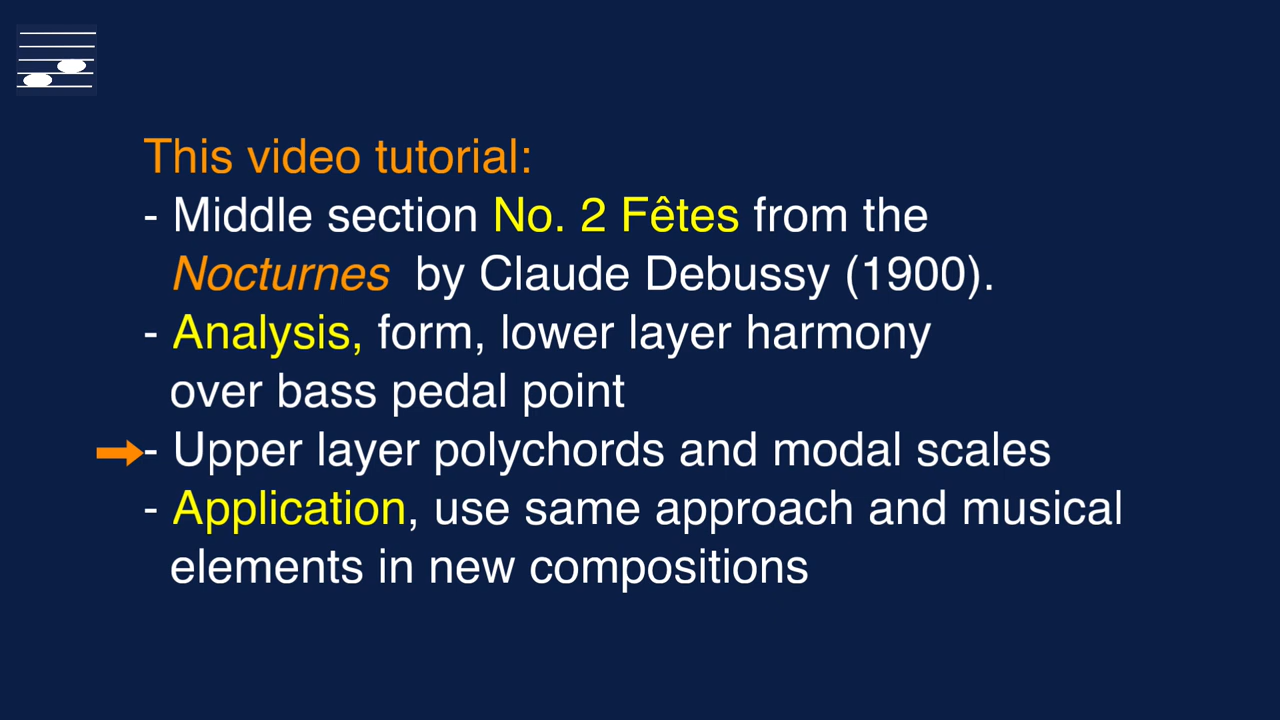 This video tutorial:
- Middle section No. 2 Fêtes from the
Nocturnes by Claude Debussy (1900).
- Analysis, form, lower layer harmony
over bass pedal point
- Upper layer polychords and modal scales
- Application, use same approach and musical
elements in new compositions